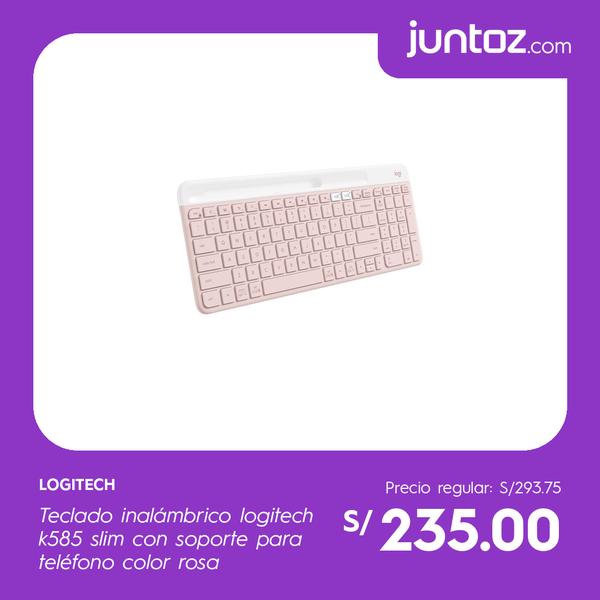 juntoz.com
logi
LOGITECH
Teclado inalámbrico logitech
k585 slim con soporte para
teléfono color rosa
Precio regular: S/293.75
S/ 235.00